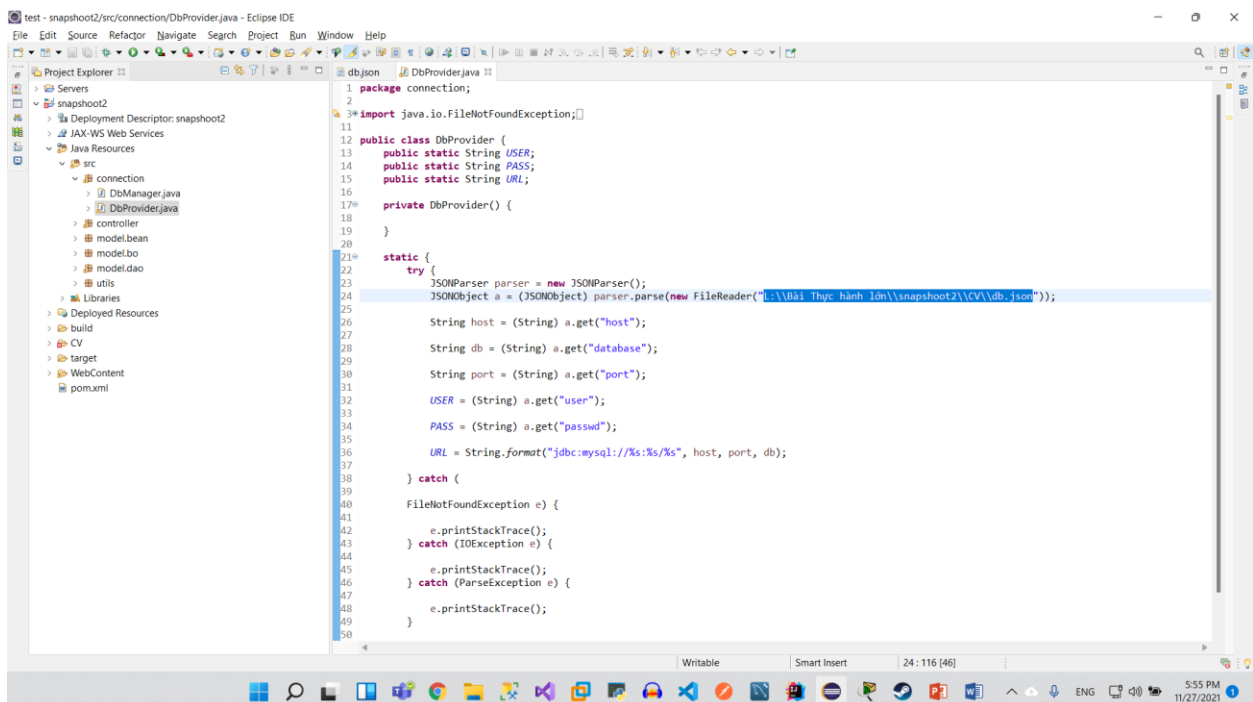 test - snapshoot2/src/connection/DbProvider.java - Eclipse IDE
File Edit Source Refactor Navigate Search Project Run Window Help
Project Explorer
db.json
DbProvider.java
Servers
snapshoot2
Deployment Descriptor: snapshoot2
JAX-WS Web Services
Java Resources
src
connection
DbManager.java
DbProvider.java
controller
model.bean
model.bo
model.dao
utils
Libraries
Deployed Resources
build
CV
target
WebContent
pom.xml
1 package connection;
2
3 import java.io.FileNotFoundException;
11
12 public class DbProvider {
13 public static String USER;
14 public static String PASS;
15 public static String URL;
16
17 private DbProvider() {
18
19 }
20
21 static {
22 try {
23 JSONParser parser = new JSONParser();
24 JSONObject a = (JSONObject) parser.parse(new FileReader("L:\\Bài Thực hành lớn\\snapshoot2\\CV\\db.json"));
25
26 String host = (String) a.get("host");
27
28 String db = (String) a.get("database");
29
30 String port = (String) a.get("port");
31
32 USER = (String) a.get("user");
33
34 PASS = (String) a.get("passwd");
35
36 URL = String.format("jdbc:mysql://%s:%s/%s", host, port, db);
37
38 } catch (
39
40 FileNotFoundException e) {
41
42 e.printStackTrace();
43 } catch (IOException e) {
44
45 e.printStackTrace();
46 } catch (ParseException e) {
47
48 e.printStackTrace();
49 }
50
Writable Smart Insert 24 : 116 [46]
ENG 5:55 PM
11/27/2021